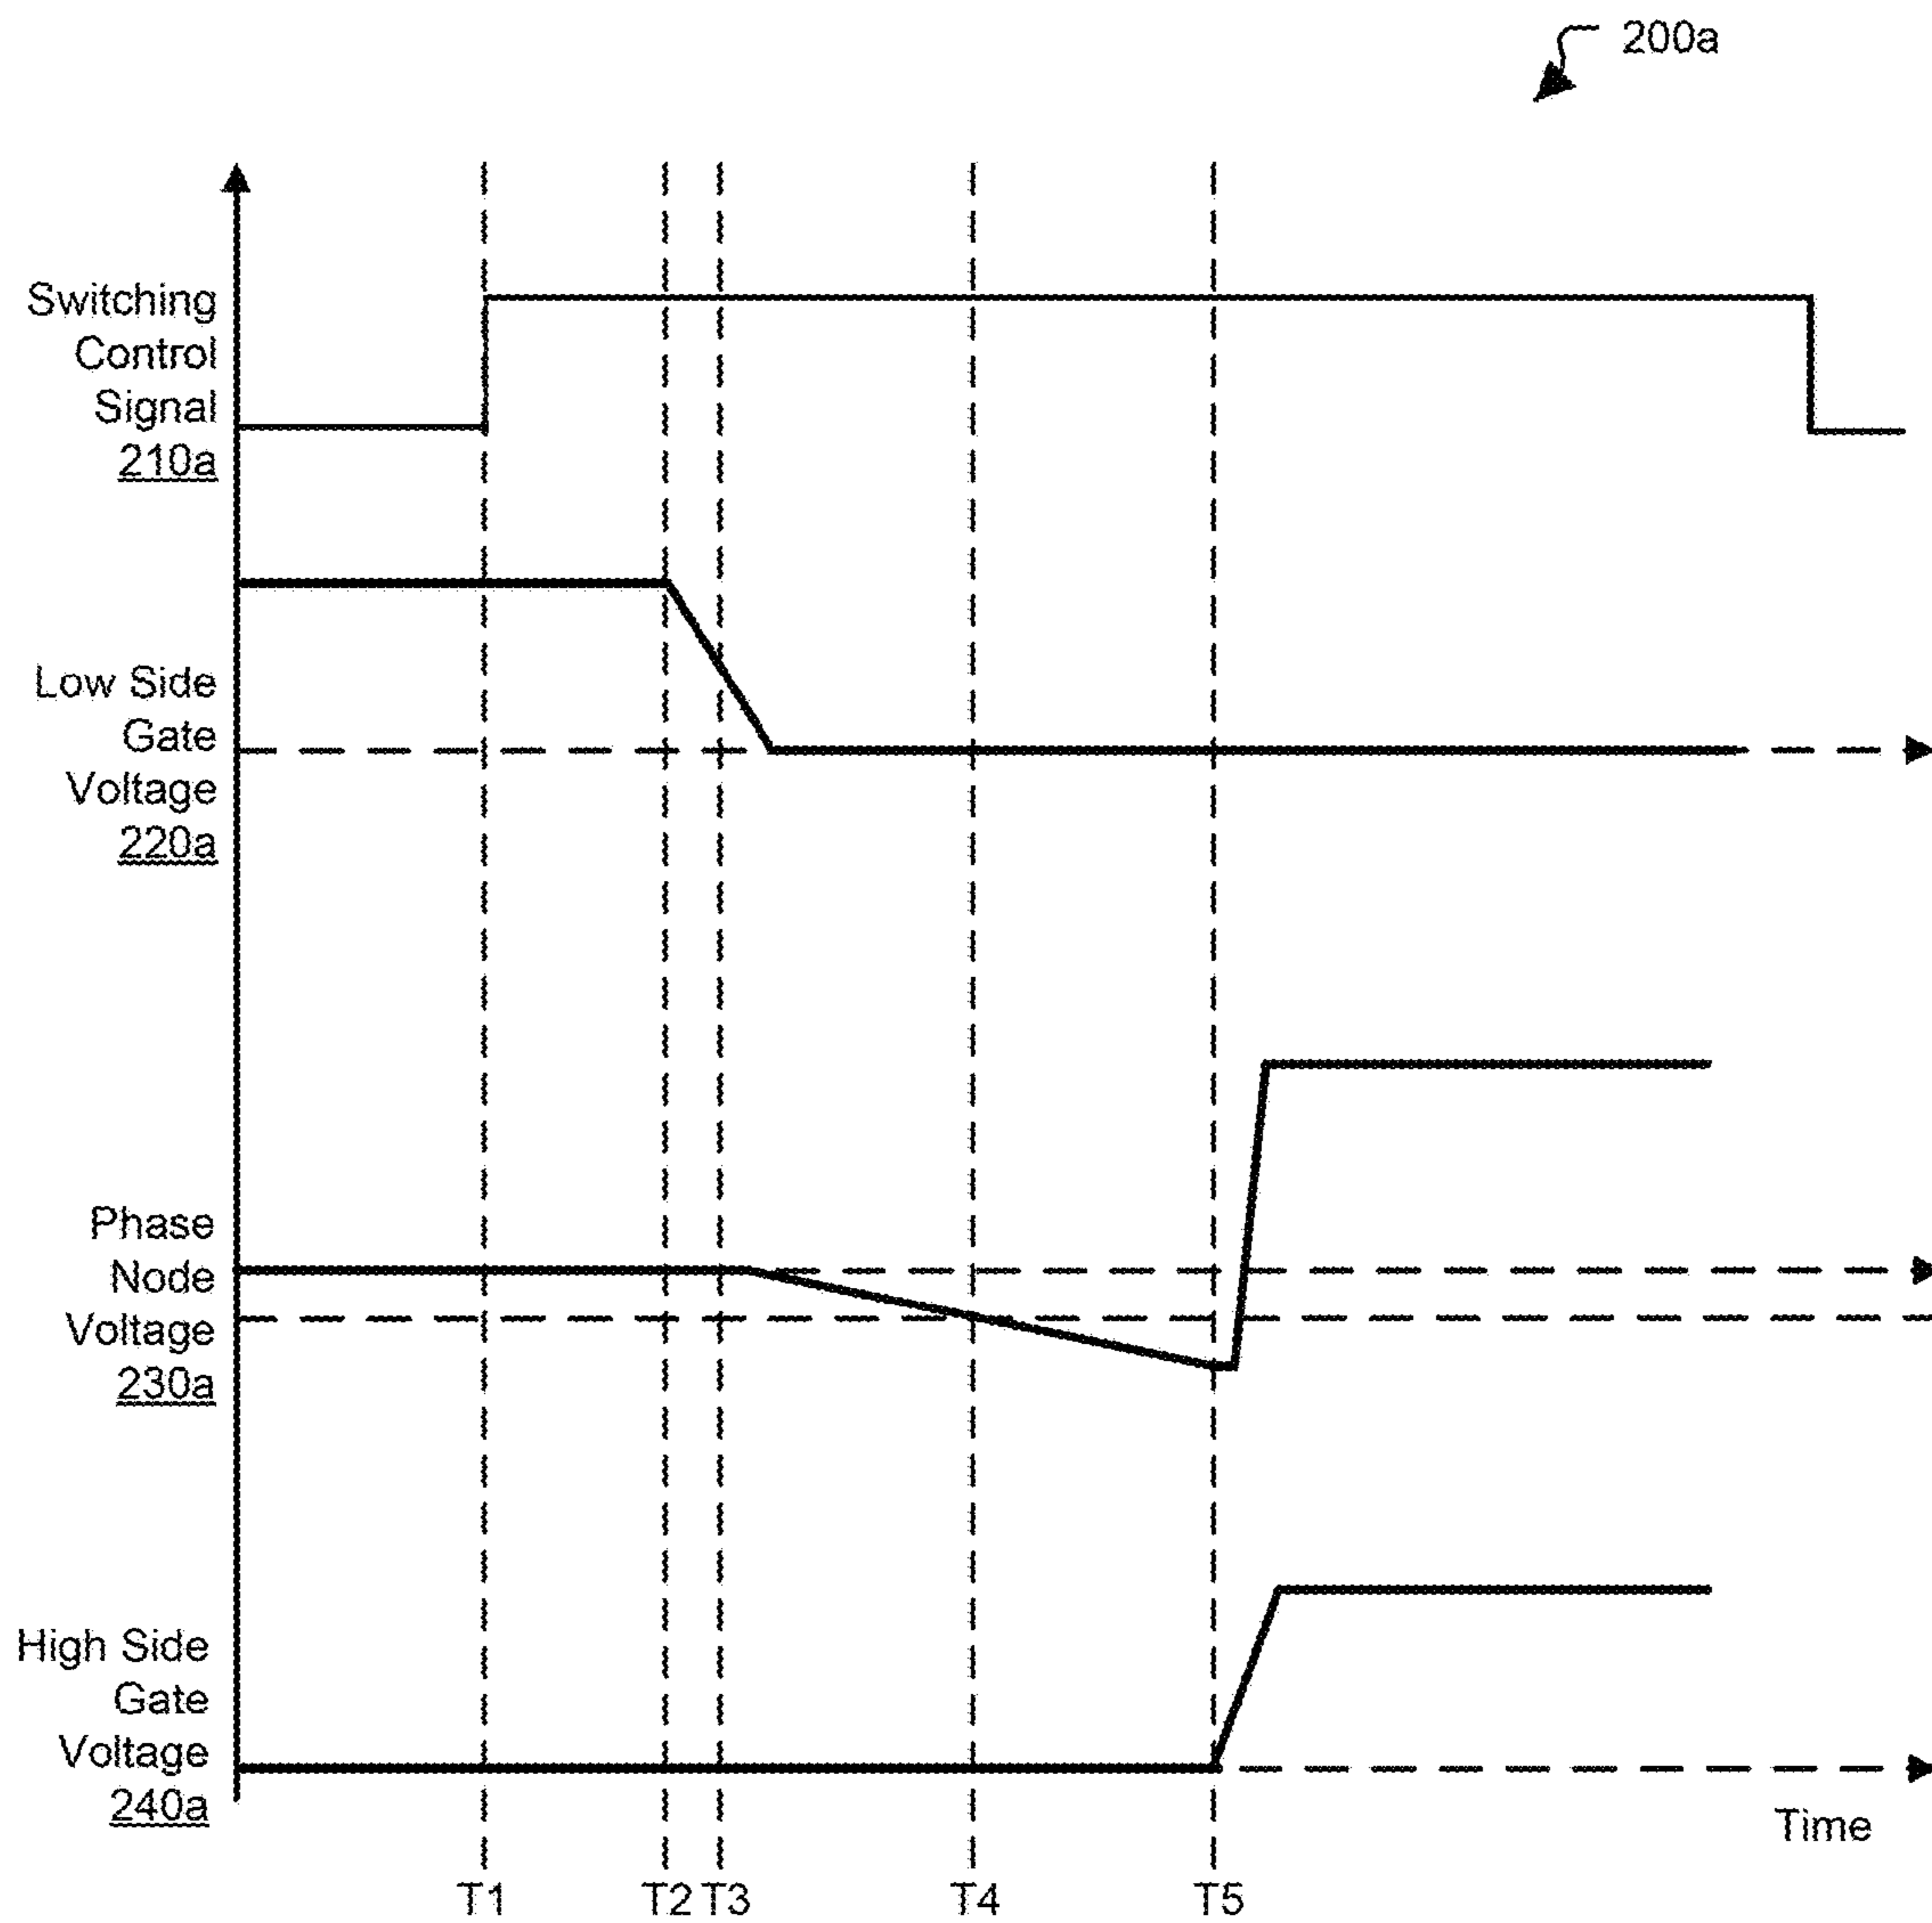 200a
Switching
Control
Signal
210a
Low Side
Gate
Voltage
220a
Phase
Node
Voltage
230a
High Side
Gate
Voltage
240a
Time
T1 T2 T3 T4 T5